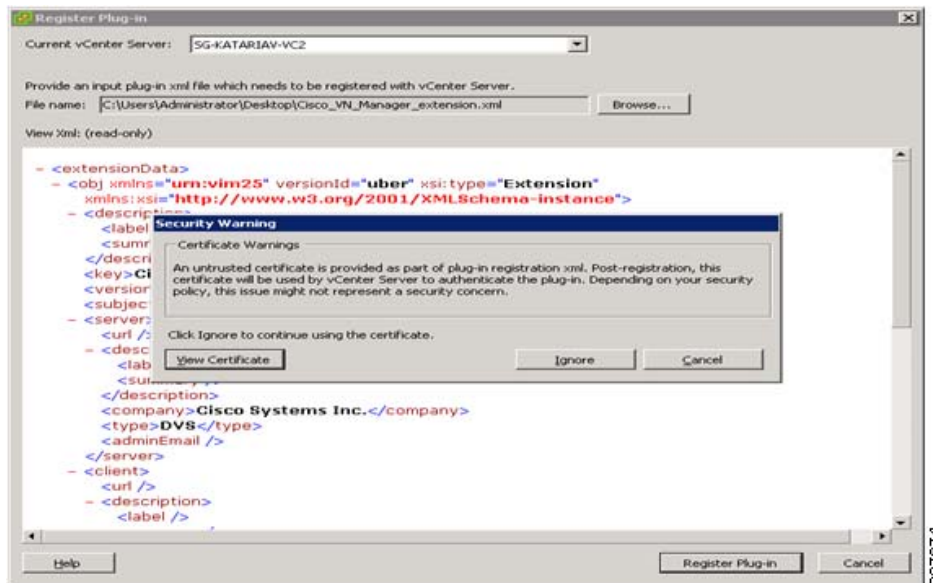 Register Plug-in
Current vCenter Server: SG-KATARIAV-VC2
Provide an input plug-in xml file which needs to be registered with vCenter Server.
File name: C:\Users\Administrator\Desktop\Cisco_VN_Manager_extension.xml Browse...
View Xml: (read-only)
- <extensionData>
- <obj xmlns="urn:vim25" versionId="uber" xsi:type="Extension"
xmlns:xsi="http://www.w3.org/2001/XMLSchema-instance">
- <description>
<label
<summ
</descri
<key>Ci
<version
<subjec
- <server>
<url />
- <desc
<lab
<summary />
</description>
<company>Cisco Systems Inc.</company>
<type>DVS</type>
<adminEmail />
</server>
- <client>
<url />
- <description>
<label />
Security Warning
Certificate Warnings
An untrusted certificate is provided as part of plug-in registration xml. Post-registration, this
certificate will be used by vCenter Server to authenticate the plug-in. Depending on your security
policy, this issue might not represent a security concern.
Click Ignore to continue using the certificate.
View Certificate Ignore Cancel
Help Register Plug-in Cancel